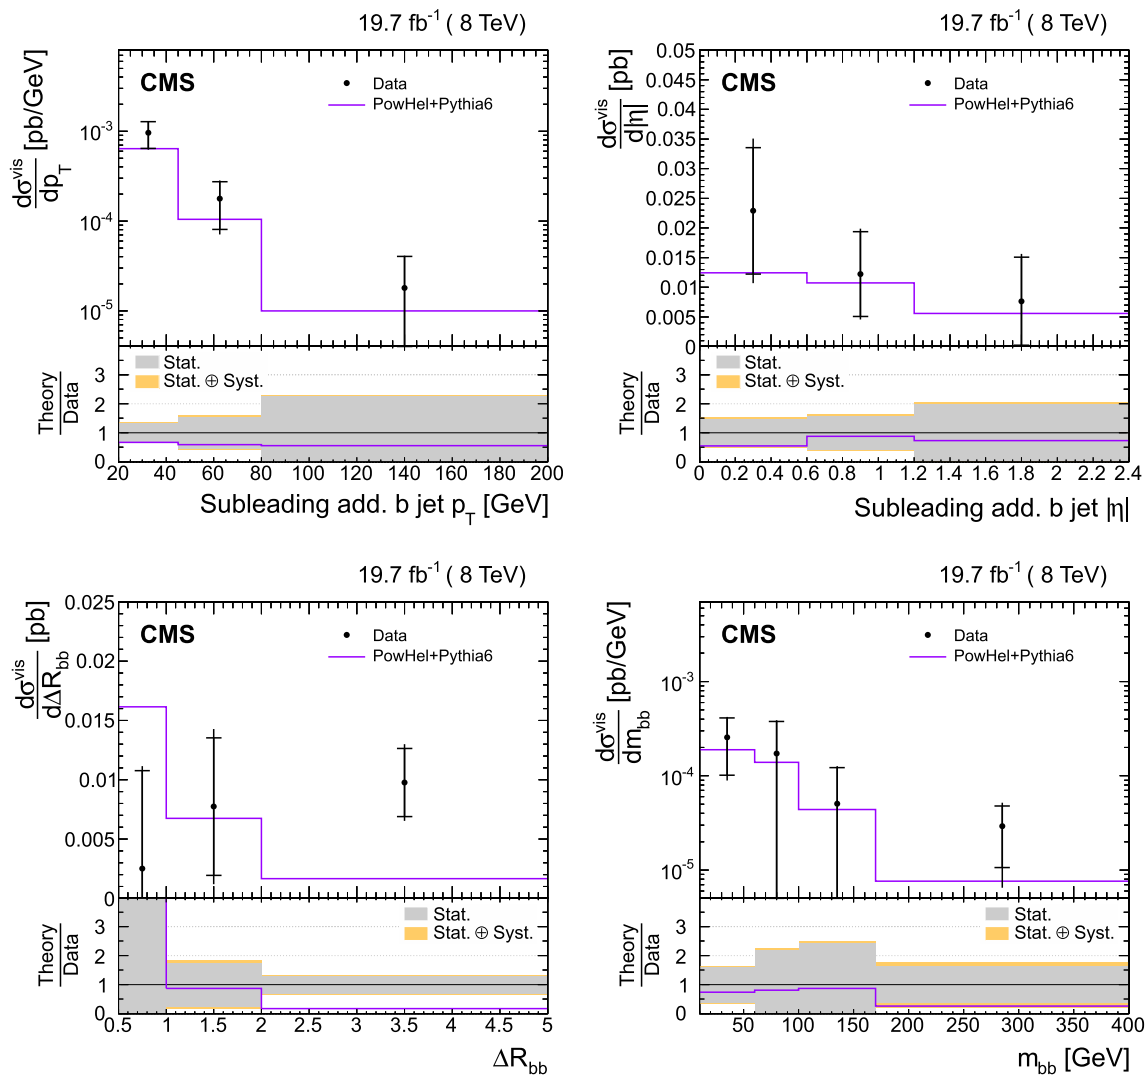 19.7 fb⁻¹ ( 8 TeV)
dσᵛⁱˢ/dp_T [pb/GeV]
CMS
Data
PowHel+Pythia6
10⁻³
10⁻⁴
10⁻⁵
Theory/Data
Stat.
Stat. ⊕ Syst.
3
2
1
0
20 40 60 80 100 120 140 160 180 200
Subleading add. b jet p_T [GeV]
19.7 fb⁻¹ ( 8 TeV)
dσᵛⁱˢ/d|η| [pb]
CMS
Data
PowHel+Pythia6
0.05
0.045
0.04
0.035
0.03
0.025
0.02
0.015
0.01
0.005
0
Theory/Data
Stat.
Stat. ⊕ Syst.
3
2
1
0
0 0.2 0.4 0.6 0.8 1 1.2 1.4 1.6 1.8 2 2.2 2.4
Subleading add. b jet |η|
19.7 fb⁻¹ ( 8 TeV)
dσᵛⁱˢ/dΔR_bb [pb]
CMS
Data
PowHel+Pythia6
0.025
0.02
0.015
0.01
0.005
0
Theory/Data
Stat.
Stat. ⊕ Syst.
3
2
1
0
0.5 1 1.5 2 2.5 3 3.5 4 4.5 5
ΔR_bb
19.7 fb⁻¹ ( 8 TeV)
dσᵛⁱˢ/dm_bb [pb/GeV]
CMS
Data
PowHel+Pythia6
10⁻³
10⁻⁴
10⁻⁵
Theory/Data
Stat.
Stat. ⊕ Syst.
3
2
1
0
50 100 150 200 250 300 350 400
m_bb [GeV]